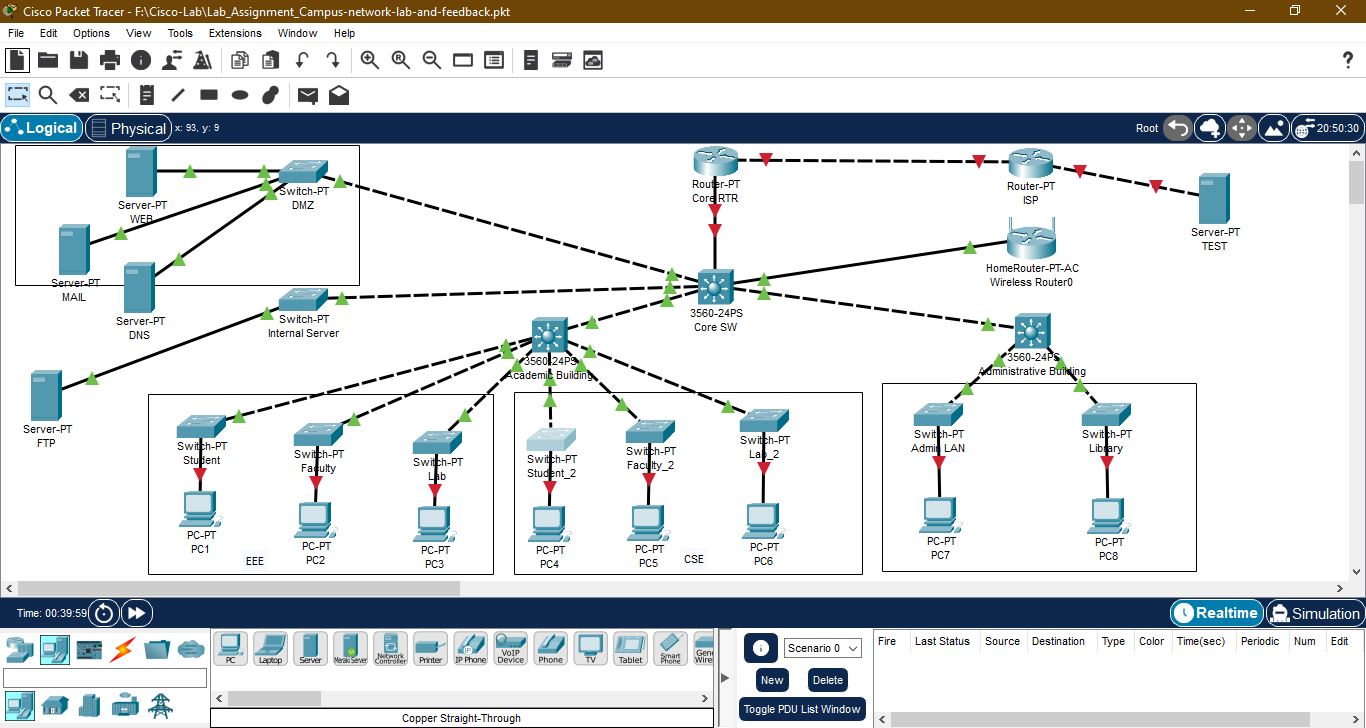 Cisco Packet Tracer - F:\Cisco-Lab\Lab_Assignment_Campus-network-lab-and-feedback.pkt
File Edit Options View Tools Extensions Window Help
Logical Physical x: 93, y: 9 Root 20:50:30
Server-PT
WEB
Switch-PT
DMZ
Router-PT
Core RTR
Router-PT
ISP
Server-PT
TEST
Server-PT
MAIL
Server-PT
DNS
HomeRouter-PT-AC
Wireless Router0
Switch-PT
Internal Server
3560-24PS
Core SW
3560-24PS
Academic Building
3560-24PS
Administrative Building
Server-PT
FTP
Switch-PT
Student
Switch-PT
Faculty
Switch-PT
Lab
Switch-PT
Student_2
Switch-PT
Faculty_2
Switch-PT
Lab_2
Switch-PT
Admin LAN
Switch-PT
Library
PC-PT
PC1
PC-PT
PC2
PC-PT
PC3
PC-PT
PC4
PC-PT
PC5
PC-PT
PC6
PC-PT
PC7
PC-PT
PC8
EEE
CSE
Time: 00:39:59 Realtime Simulation
PC Laptop Server Meraki Server Network Controller Printer IP Phone VoIP Device Phone TV Tablet Smart Phone
Copper Straight-Through
Scenario 0
New Delete
Toggle PDU List Window
Fire Last Status Source Destination Type Color Time(sec) Periodic Num Edit